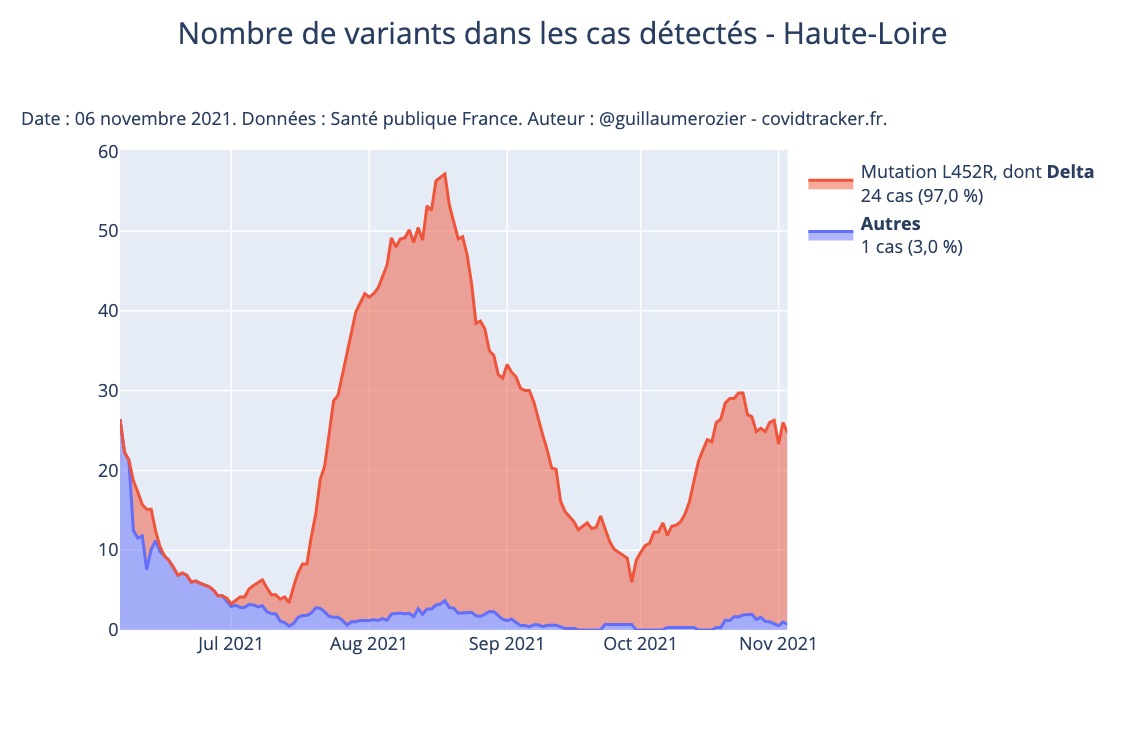 Nombre de variants dans les cas détectés - Haute-Loire
Date : 06 novembre 2021. Données : Santé publique France. Auteur : @guillaumerozier - covidtracker.fr.
60
50
40
30
20
10
0
Jul 2021 Aug 2021 Sep 2021 Oct 2021 Nov 2021
Mutation L452R, dont Delta
24 cas (97,0 %)
Autres
1 cas (3,0 %)